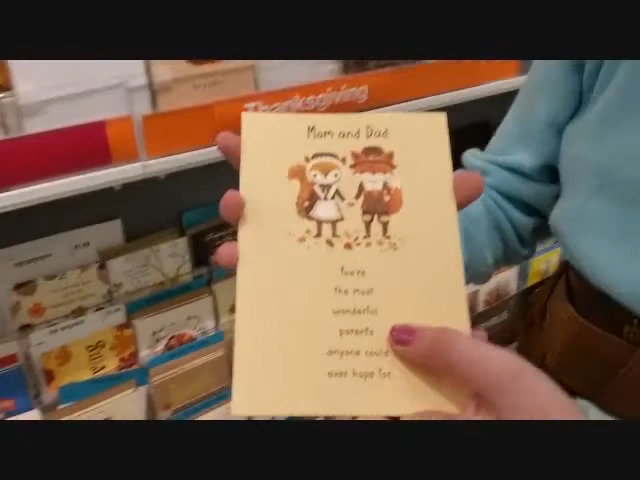 Thanksgiving
Mom and Dad
You're
the most
wonderful
parents
anyone could
ever hope for.